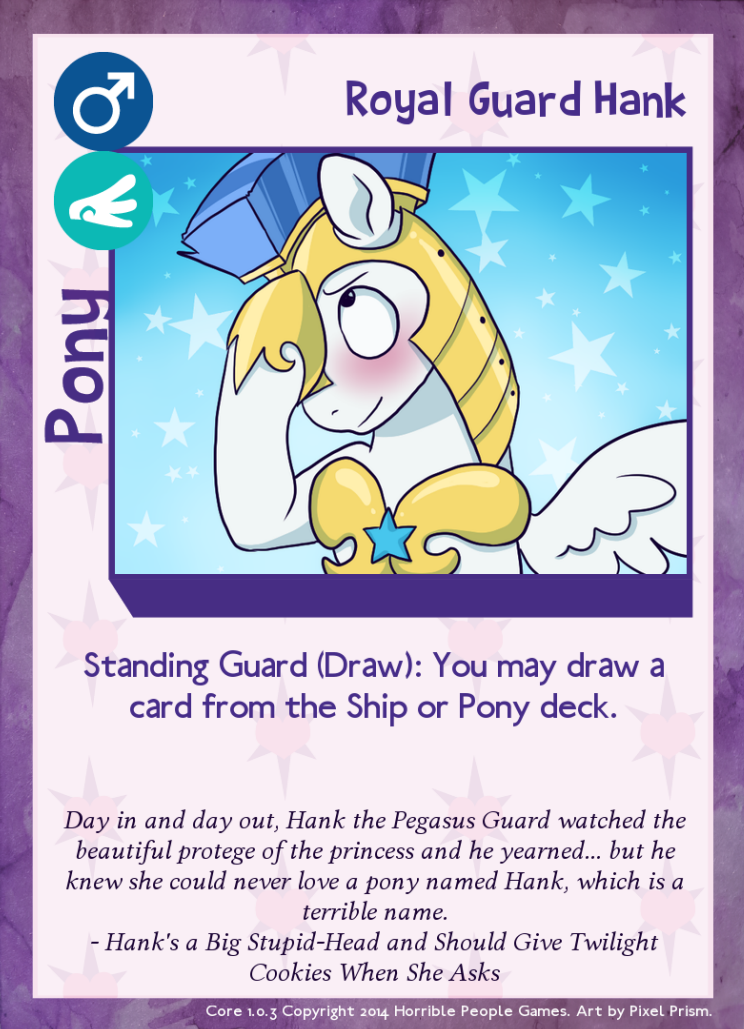 Royal Guard Hank
Pony
Standing Guard (Draw): You may draw a
card from the Ship or Pony deck.
Day in and day out, Hank the Pegasus Guard watched the
beautiful protege of the princess and he yearned... but he
knew she could never love a pony named Hank, which is a
terrible name.
- Hank's a Big Stupid-Head and Should Give Twilight
Cookies When She Asks
Core 1.0.3 Copyright 2014 Horrible People Games. Art by Pixel Prism.